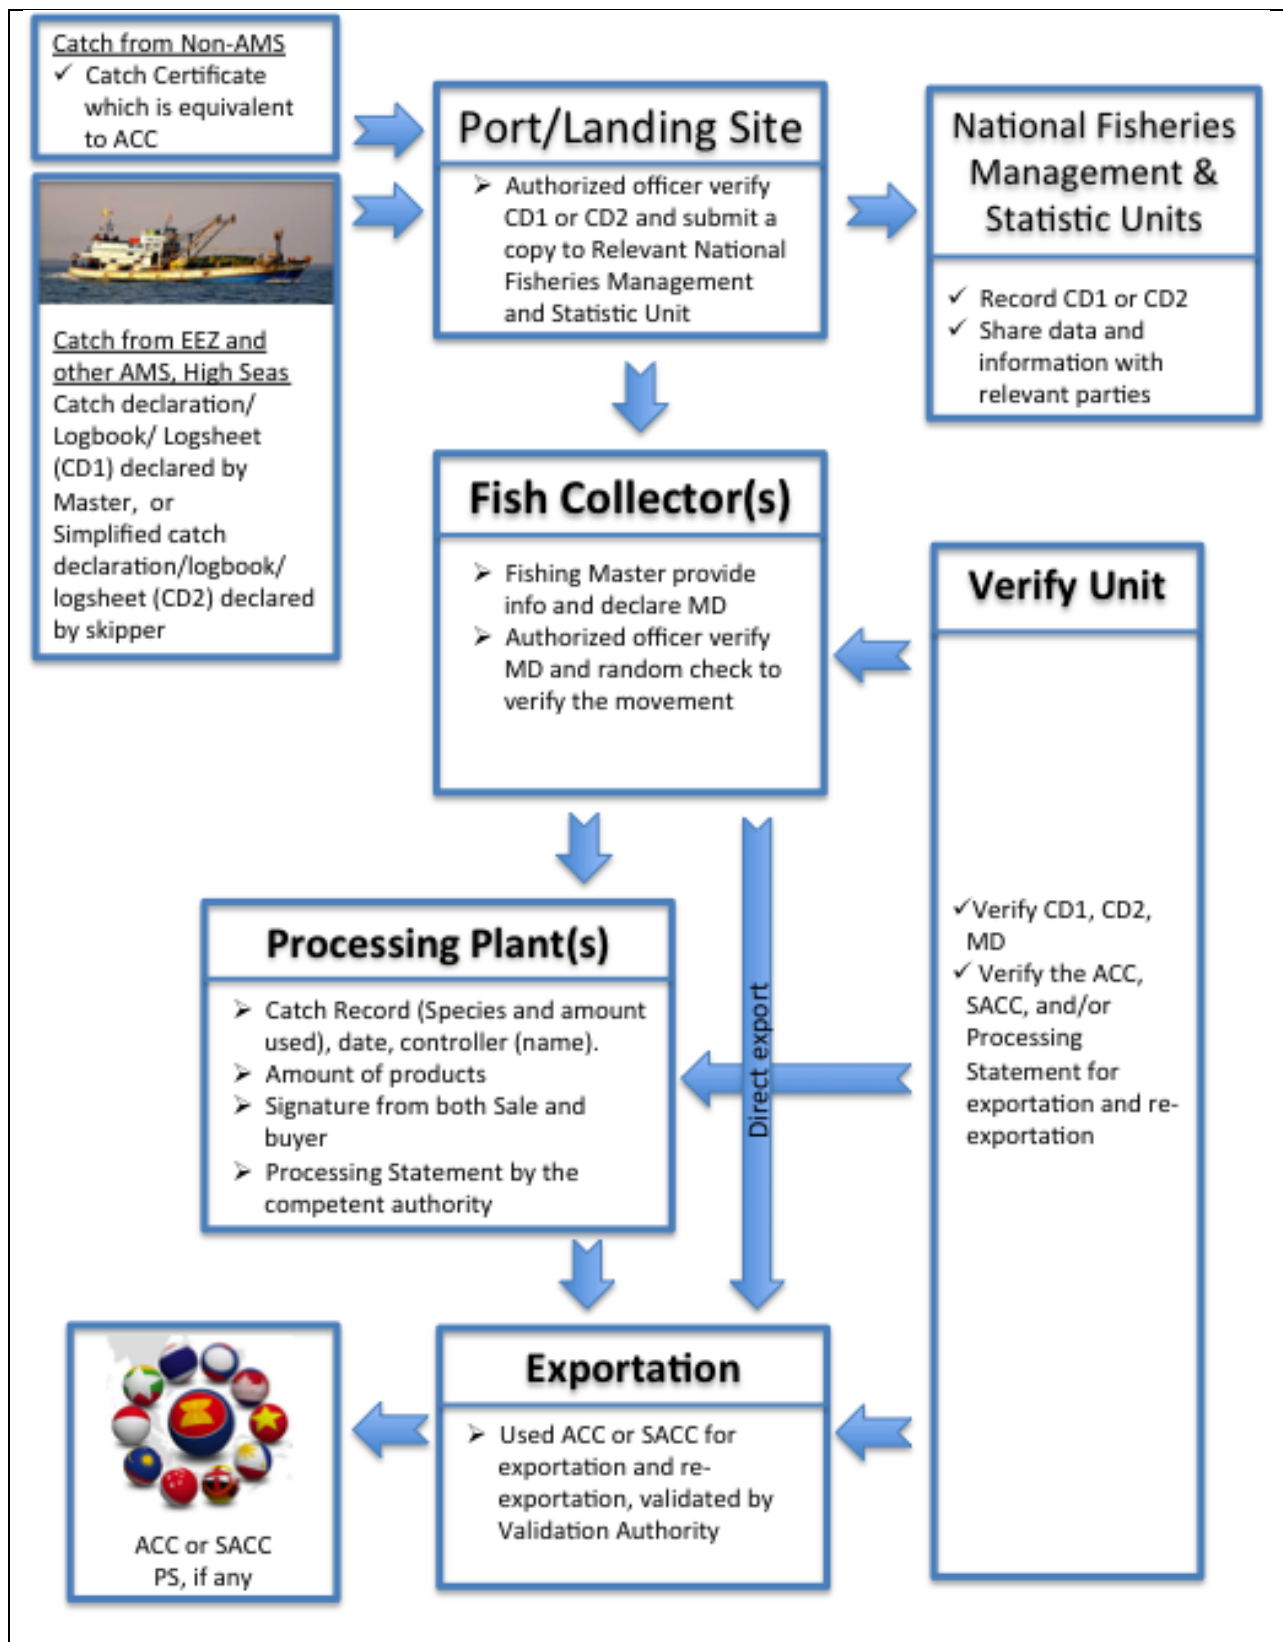 Catch from Non-AMS
✓ Catch Certificate
which is equivalent
to ACC
Catch from EEZ and
other AMS, High Seas
Catch declaration/
Logbook/ Logsheet
(CD1) declared by
Master,  or
Simplified catch
declaration/logbook/
logsheet (CD2) declared
by skipper
Port/Landing Site
➢ Authorized officer verify
CD1 or CD2 and submit a
copy to Relevant National
Fisheries Management
and Statistic Unit
National Fisheries
Management &
Statistic Units
✓ Record CD1 or CD2
✓ Share data and
information with
relevant parties
Fish Collector(s)
➢ Fishing Master provide
info and declare MD
➢ Authorized officer verify
MD and random check to
verify the movement
Verify Unit
✓Verify CD1, CD2,
MD
✓ Verify the ACC,
SACC, and/or
Processing
Statement for
exportation and re-
exportation
Processing Plant(s)
➢ Catch Record (Species and amount
used), date, controller (name).
➢ Amount of products
➢ Signature from both Sale and
buyer
➢ Processing Statement by the
competent authority
Direct export
Exportation
➢ Used ACC or SACC for
exportation and re-
exportation, validated by
Validation Authority
ACC or SACC
PS, if any